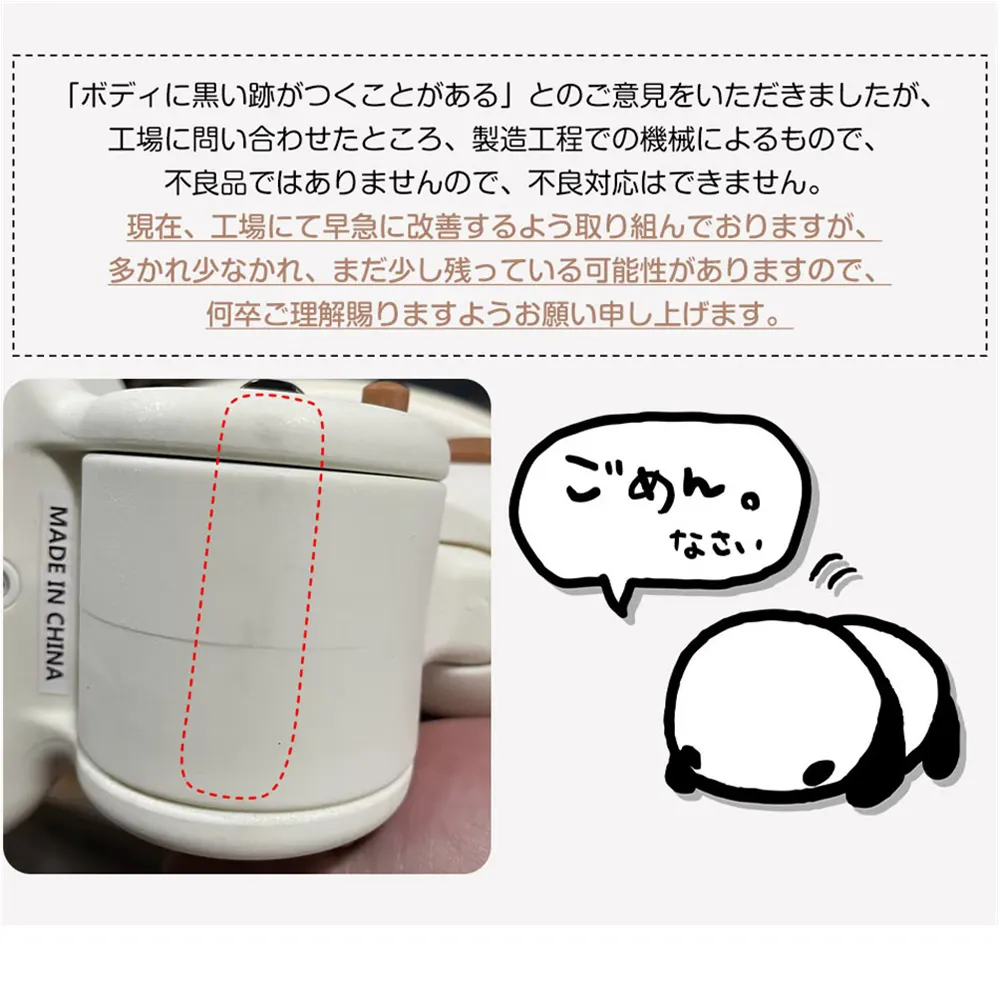 「ボディに黒い跡がつくことがある」とのご意見をいただきましたが、
工場に問い合わせたところ、製造工程での機械によるもので、
不良品ではありませんので、不良対応はできません。
現在、工場にて早急に改善するよう取り組んでおりますが、
多かれ少なかれ、まだ少し残っている可能性がありますので、
何卒ご理解賜りますようお願い申し上げます。
MADE IN CHINA
ごめん。
なさい